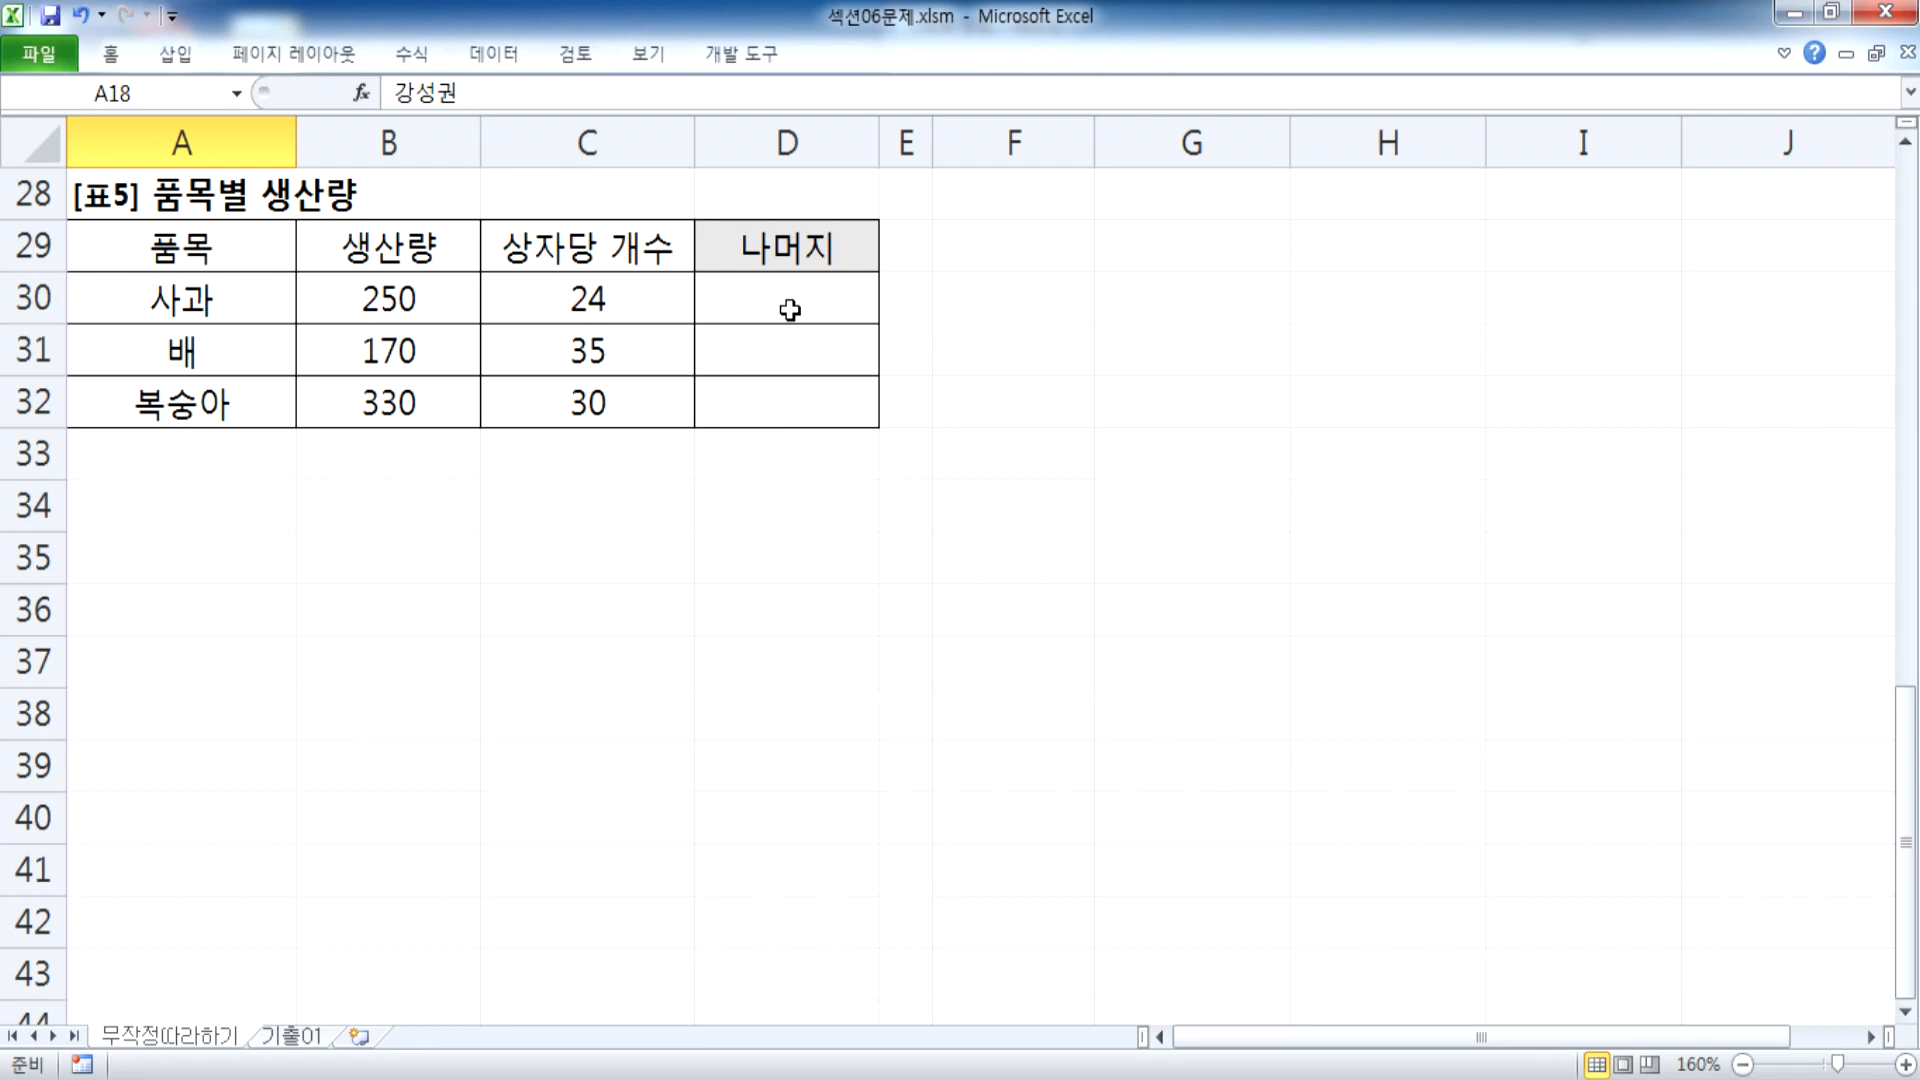 섹션06문제.xlsm - Microsoft Excel
파일 홈 삽입 페이지 레이아웃 수식 데이터 검토 보기 개발 도구
A18 fx 강성권
A B C D E F G H I J
28 [표5] 품목별 생산량
29 품목 생산량 상자당 개수 나머지
30 사과 250 24
31 배 170 35
32 복숭아 330 30
33
34
35
36
37
38
39
40
41
42
43
44
무작정따라하기 기출01
준비 160%